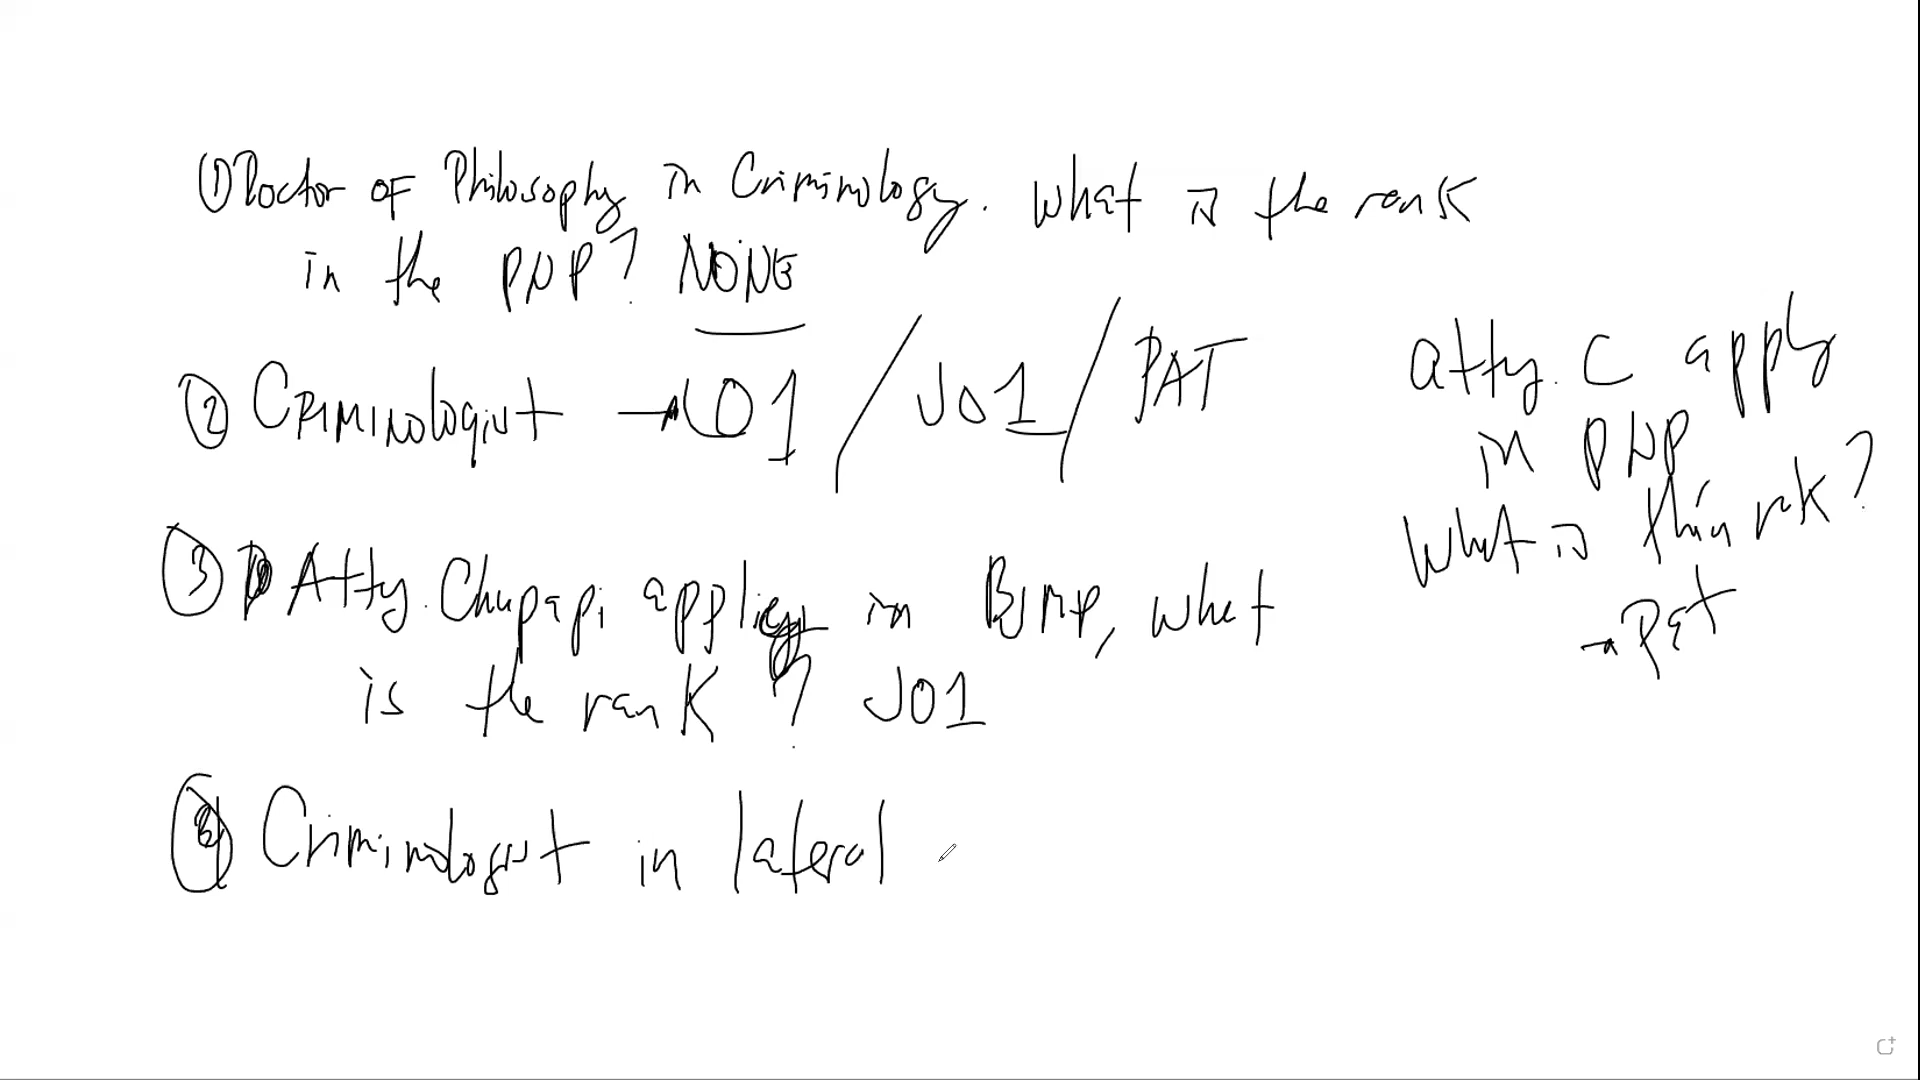 ① Doctor of Philosophy in Criminology. What is the rank
in the PNP? NONE
② CRIMINologist → JO1 / JO1 / PAT
③ Atty. Chupapi applies in BJMP, what
is the rank? JO1
④ Criminologist in lateral
atty. C apply
in PNP
What is this rank?
→ Pat